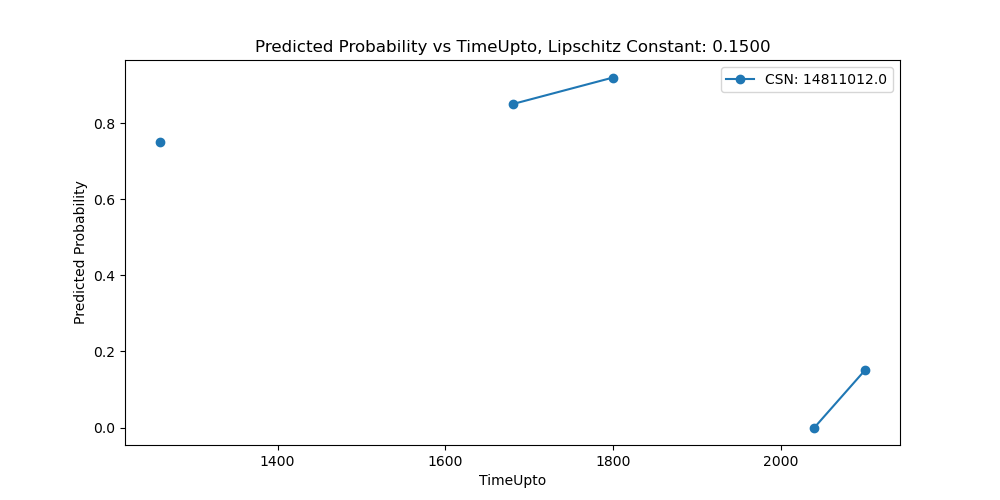 Predicted Probability vs TimeUpto, Lipschitz Constant: 0.1500
CSN: 14811012.0
Predicted Probability
0.8
0.6
0.4
0.2
0.0
1400
1600
1800
2000
TimeUpto